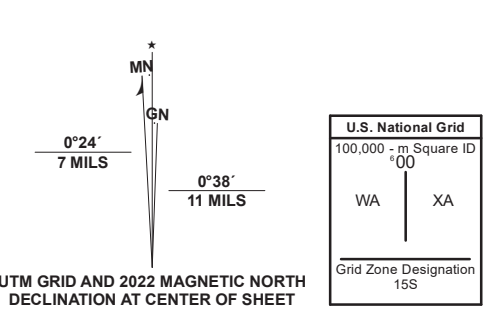 ★
MN
GN
0°24´
7 MILS
0°38´
11 MILS
UTM GRID AND 2022 MAGNETIC NORTH
DECLINATION AT CENTER OF SHEET
U.S. National Grid
100,000 - m Square ID
⁶00
WA XA
Grid Zone Designation
15S